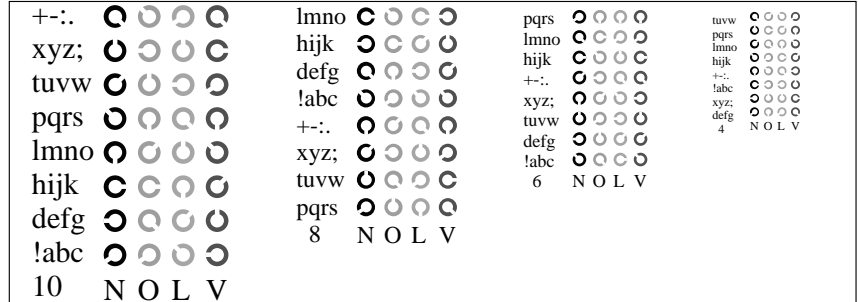 +-:.
xyz;
tuvw
pqrs
lmno
hijk
defg
!abc
10 N O L V
lmno
hijk
defg
!abc
+-:.
xyz;
tuvw
pqrs
8 N O L V
pqrs
lmno
hijk
+-:.
xyz;
tuvw
defg
!abc
6 N O L V
tuvw
pqrs
lmno
hijk
+-:.
!abc
xyz;
defg
4 N O L V